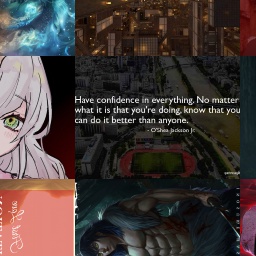 Have confidence in everything. No matter
what it is that you're doing, know that you
can do it better than anyone.
- O'Shea Jackson Jr.